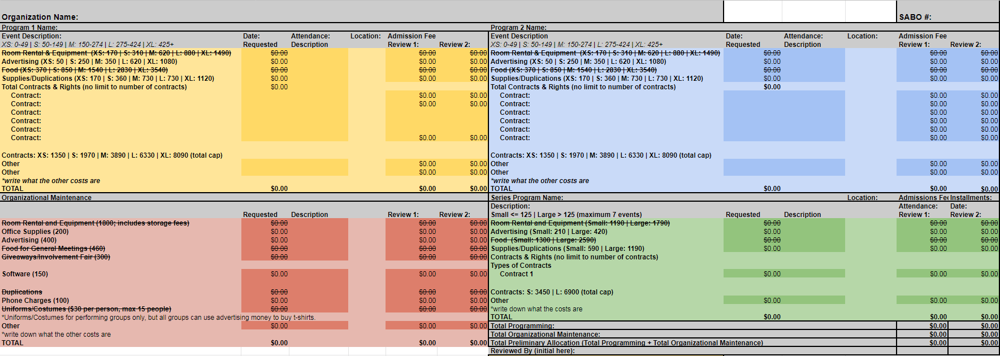 Organization Name: SABO #:
Program 1 Name: Program 2 Name:
Event Description: Date: Attendance: Location: Admission Fee Event Description Date: Attendance: Location: Admission Fee
XS: 0-49 | S: 50-149 | M: 150-274 | L: 275-424 | XL: 425+ Requested Description Review 1: Review 2: XS: 0-49 | S: 50-149 | M: 150-274 | L: 275-424 | XL: 425+ Requested Description Review 1: Review 2:
Room Rental & Equipment (XS: 170 | S: 310 | M: 620 | L: 880 | XL: 1490) $0.00 $0.00 $0.00 Room Rental & Equipment (XS: 170 | S: 310 | M: 620 | L: 880 | XL: 1490) $0.00 $0.00 $0.00
Advertising (XS: 50 | S: 250 | M: 350 | L: 620 | XL: 1080) $0.00 $0.00 $0.00 Advertising (XS: 50 | S: 250 | M: 350 | L: 620 | XL: 1080) $0.00 $0.00 $0.00
Food (XS: 370 | S: 850 | M: 1540 | L: 2830 | XL: 3540) $0.00 $0.00 $0.00 Food (XS: 370 | S: 850 | M: 1540 | L: 2830 | XL: 3540) $0.00 $0.00 $0.00
Supplies/Duplications (XS: 170 | S: 360 | M: 730 | L: 730 | XL: 1120) $0.00 $0.00 $0.00 Supplies/Duplications (XS: 170 | S: 360 | M: 730 | L: 730 | XL: 1120) $0.00 $0.00 $0.00
Total Contracts & Rights (no limit to number of contracts) $0.00 Total Contracts & Rights (no limit to number of contracts) $0.00
Contract: $0.00 $0.00 Contract: $0.00 $0.00
Contract: $0.00 $0.00 Contract: $0.00 $0.00
Contract: Contract: $0.00 $0.00
Contract: Contract: $0.00 $0.00
Contract: Contract: $0.00 $0.00
Contract: $0.00 $0.00 Contract: $0.00 $0.00
Contracts: XS: 1350 | S: 1970 | M: 3890 | L: 6330 | XL: 8090 (total cap) Contracts: XS: 1350 | S: 1970 | M: 3890 | L: 6330 | XL: 8090 (total cap)
Other $0.00 $0.00 Other $0.00 $0.00
Other $0.00 $0.00 Other $0.00 $0.00
*write what the other costs are *write what the other costs are
TOTAL $0.00 $0.00 $0.00 TOTAL $0.00 $0.00 $0.00
Organizational Maintenance Series Program Name: Location: Admissions Fee Installments:
Description: Attendance: Date:
Requested Description Review 1: Review 2: Small <= 125 | Large > 125 (maximum 7 events) Requested Description Review 1: Review 2:
Room Rental and Equipment (1800; includes storage fees) $0.00 $0.00 $0.00 Room Rental and Equipment (Small: 1190 | Large: 1790) $0.00 $0.00 $0.00
Office Supplies (200) $0.00 $0.00 $0.00 Advertising (Small: 210 | Large: 420) $0.00 $0.00 $0.00
Advertising (400) $0.00 $0.00 $0.00 Food (Small: 1300 | Large: 2590) $0.00 $0.00 $0.00
Food for General Meetings (460) $0.00 $0.00 $0.00 Supplies/Duplications (Small: 590 | Large: 1190) $0.00 $0.00 $0.00
Giveaways/Involvement Fair (300) $0.00 $0.00 $0.00 Contracts & Rights (no limit to number of contracts)
Types of Contracts
Software (150) $0.00 $0.00 $0.00 Contract 1 $0.00 $0.00 $0.00
Duplications $0.00 $0.00 $0.00 Contracts: S: 3450 | L: 6900 (total cap)
Phone Charges (100) $0.00 $0.00 $0.00 Other $0.00 $0.00 $0.00
Uniforms/Costumes ($30 per person, max 15 people) $0.00 $0.00 $0.00 *write down what the costs are
*Uniforms/Costumes for performing groups only, but all groups can use advertising money to buy t-shirts. TOTAL $0.00 $0.00 $0.00
Other $0.00 $0.00 $0.00 Total Programming: $0.00 $0.00
*write down what the other costs are Total Organizational Maintenance: $0.00 $0.00
TOTAL $0.00 $0.00 $0.00 Total Preliminary Allocation (Total Programming + Total Organizational Maintenance) $0.00 $0.00
Reviewed By (initial here):